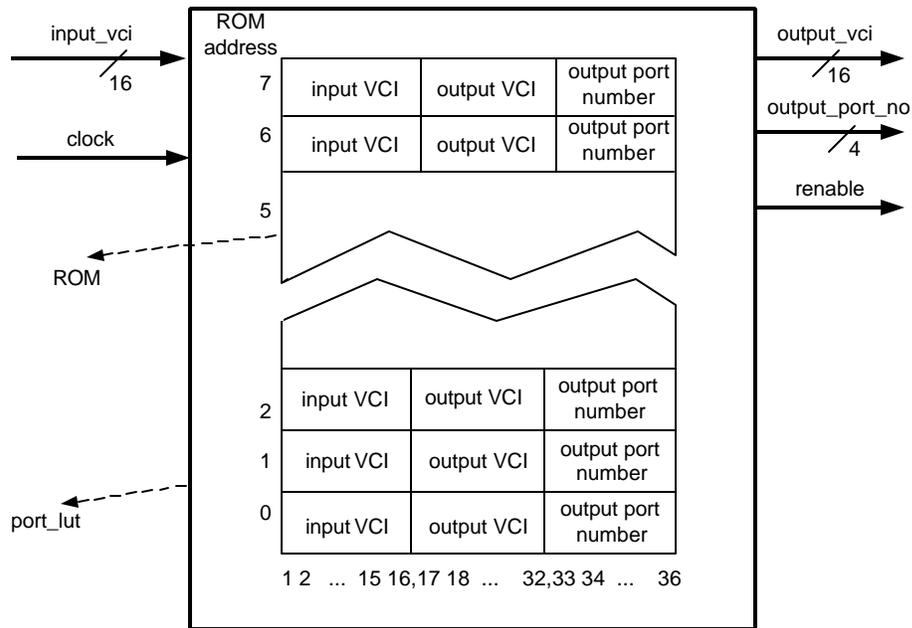 ROM
address
input_vci
16
clock
output_vci
16
output_port_no
4
renable
7
input VCI
output VCI
output port
number
6
input VCI
output VCI
output port
number
5
ROM
2
input VCI
output VCI
output port
number
1
input VCI
output VCI
output port
number
port_lut
0
input VCI
output VCI
output port
number
1 2 ... 15 16,17 18 ... 32,33 34 ... 36